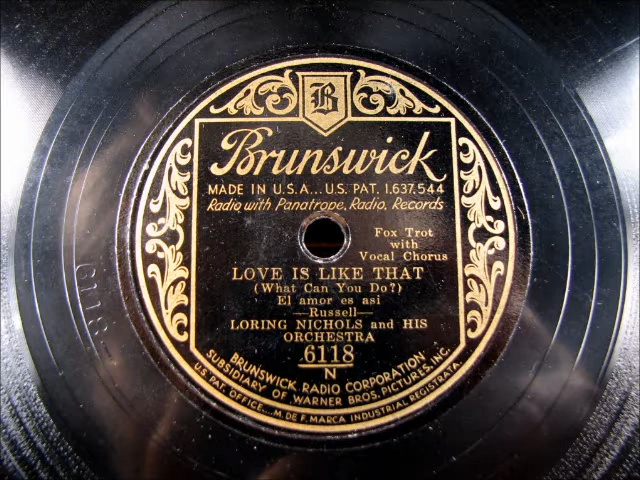 B
Brunswick
MADE IN U.S.A... U.S. PAT. 1,637,544
Radio with Panatrope, Radio, Records
Fox Trot
with
Vocal Chorus
LOVE IS LIKE THAT
(What Can You Do?)
El amor es asi
—Russell—
LORING NICHOLS and HIS
ORCHESTRA
6118
N
BRUNSWICK RADIO CORPORATION
SUBSIDIARY OF WARNER BROS. PICTURES, INC.
U.S. PAT. OFFICE.... M. DE F. MARCA INDUSTRIAL REGISTRATA.
6118-